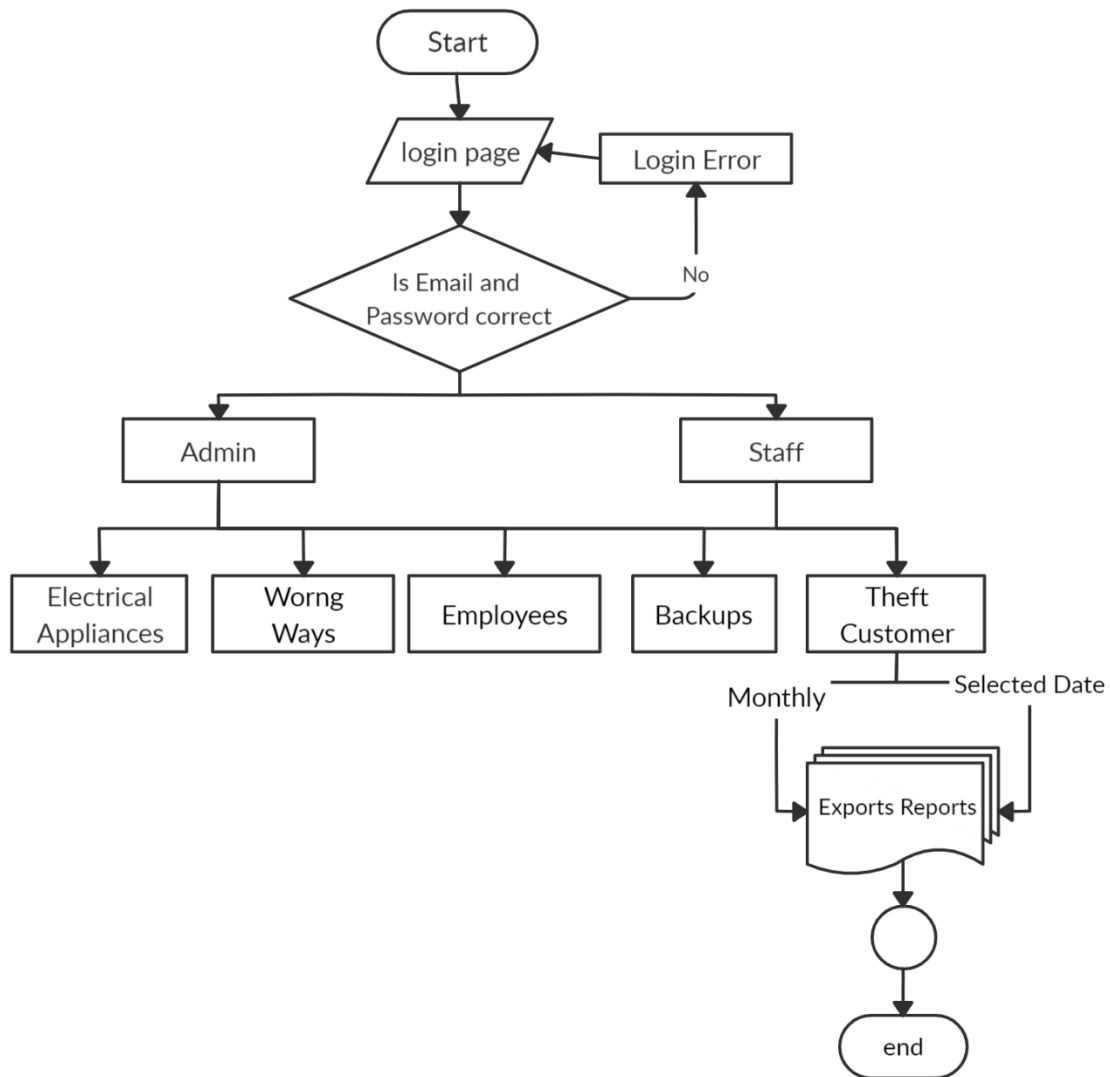 Start
login page
Login Error
No
Is Email and
Password correct
Admin
Staff
Electrical
Appliances
Worng
Ways
Employees
Backups
Theft
Customer
Monthly
Selected Date
Exports Reports
end